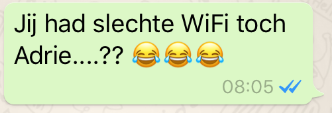 Jij had slechte WiFi toch
Adrie....?? 😂😂😂
08:05